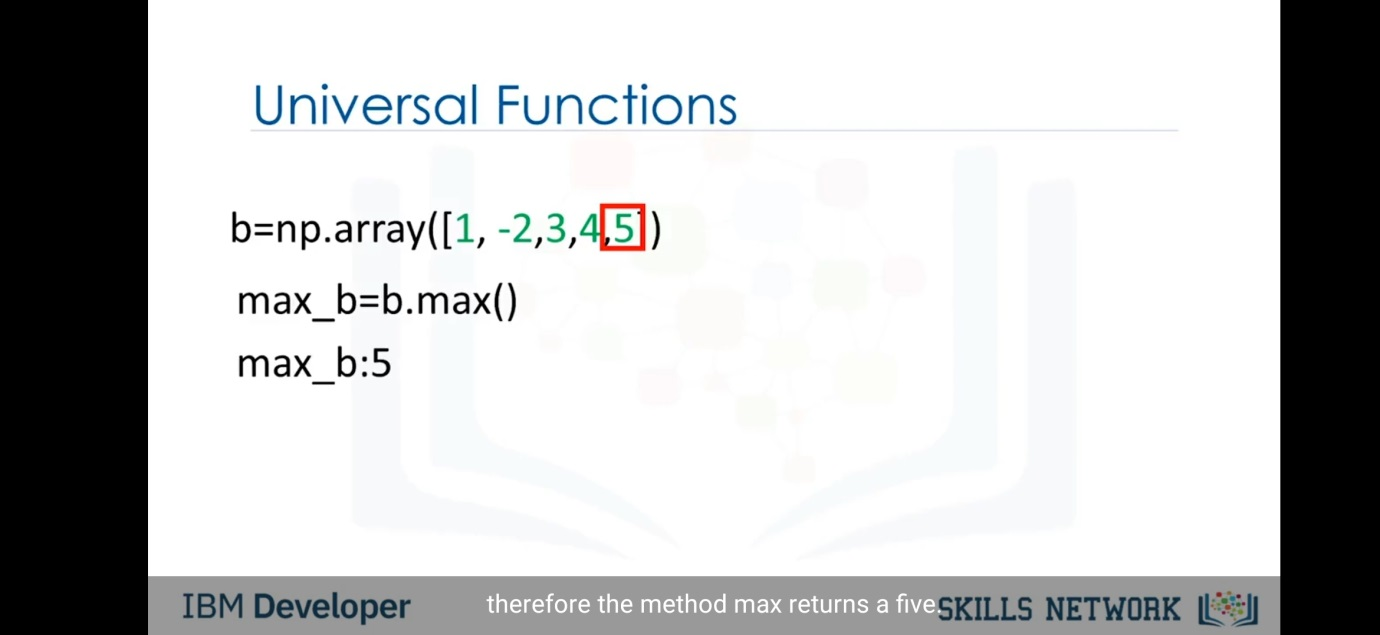 Universal Functions
b=np.array([1, -2,3,4,5])
max_b=b.max()
max_b:5
IBM Developer
therefore the method max returns a five.
SKILLS NETWORK